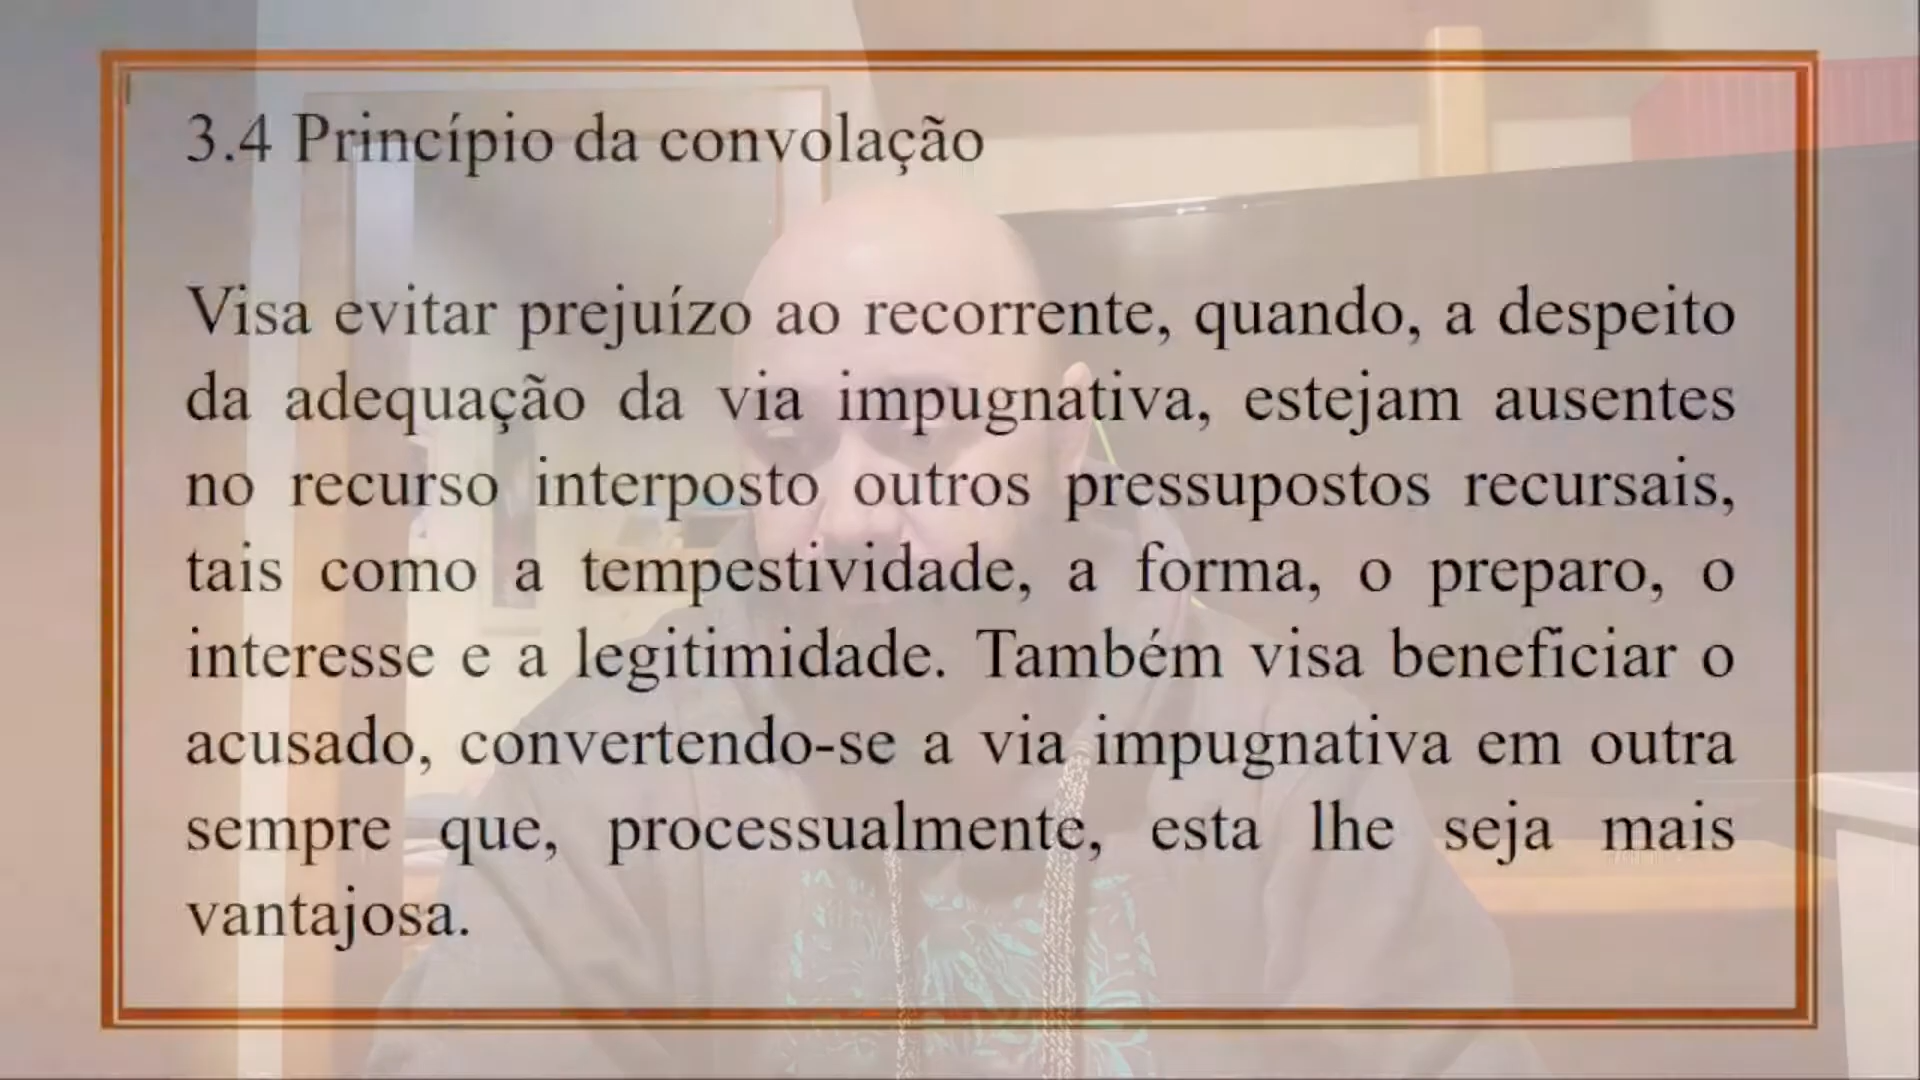 3.4 Princípio da convolação
Visa evitar prejuízo ao recorrente, quando, a despeito
da adequação da via impugnativa, estejam ausentes
no recurso interposto outros pressupostos recursais,
tais como a tempestividade, a forma, o preparo, o
interesse e a legitimidade. Também visa beneficiar o
acusado, convertendo-se a via impugnativa em outra
sempre que, processualmente, esta lhe seja mais
vantajosa.